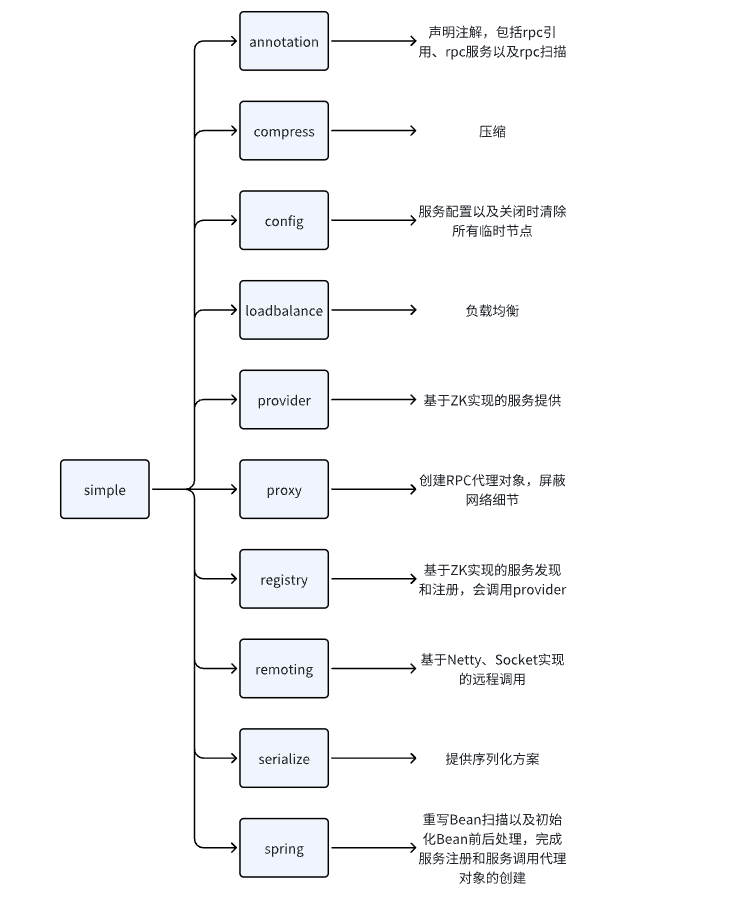 annotation
声明注解，包括rpc引
用、rpc服务以及rpc扫描
compress
压缩
config
服务配置以及关闭时清除
所有临时节点
loadbalance
负载均衡
provider
基于ZK实现的服务提供
simple
proxy
创建RPC代理对象，屏蔽
网络细节
registry
基于ZK实现的服务发现
和注册，会调用provider
remoting
基于Netty、Socket实现
的远程调用
serialize
提供序列化方案
spring
重写Bean扫描以及初始
化Bean前后处理，完成
服务注册和服务调用代理
对象的创建